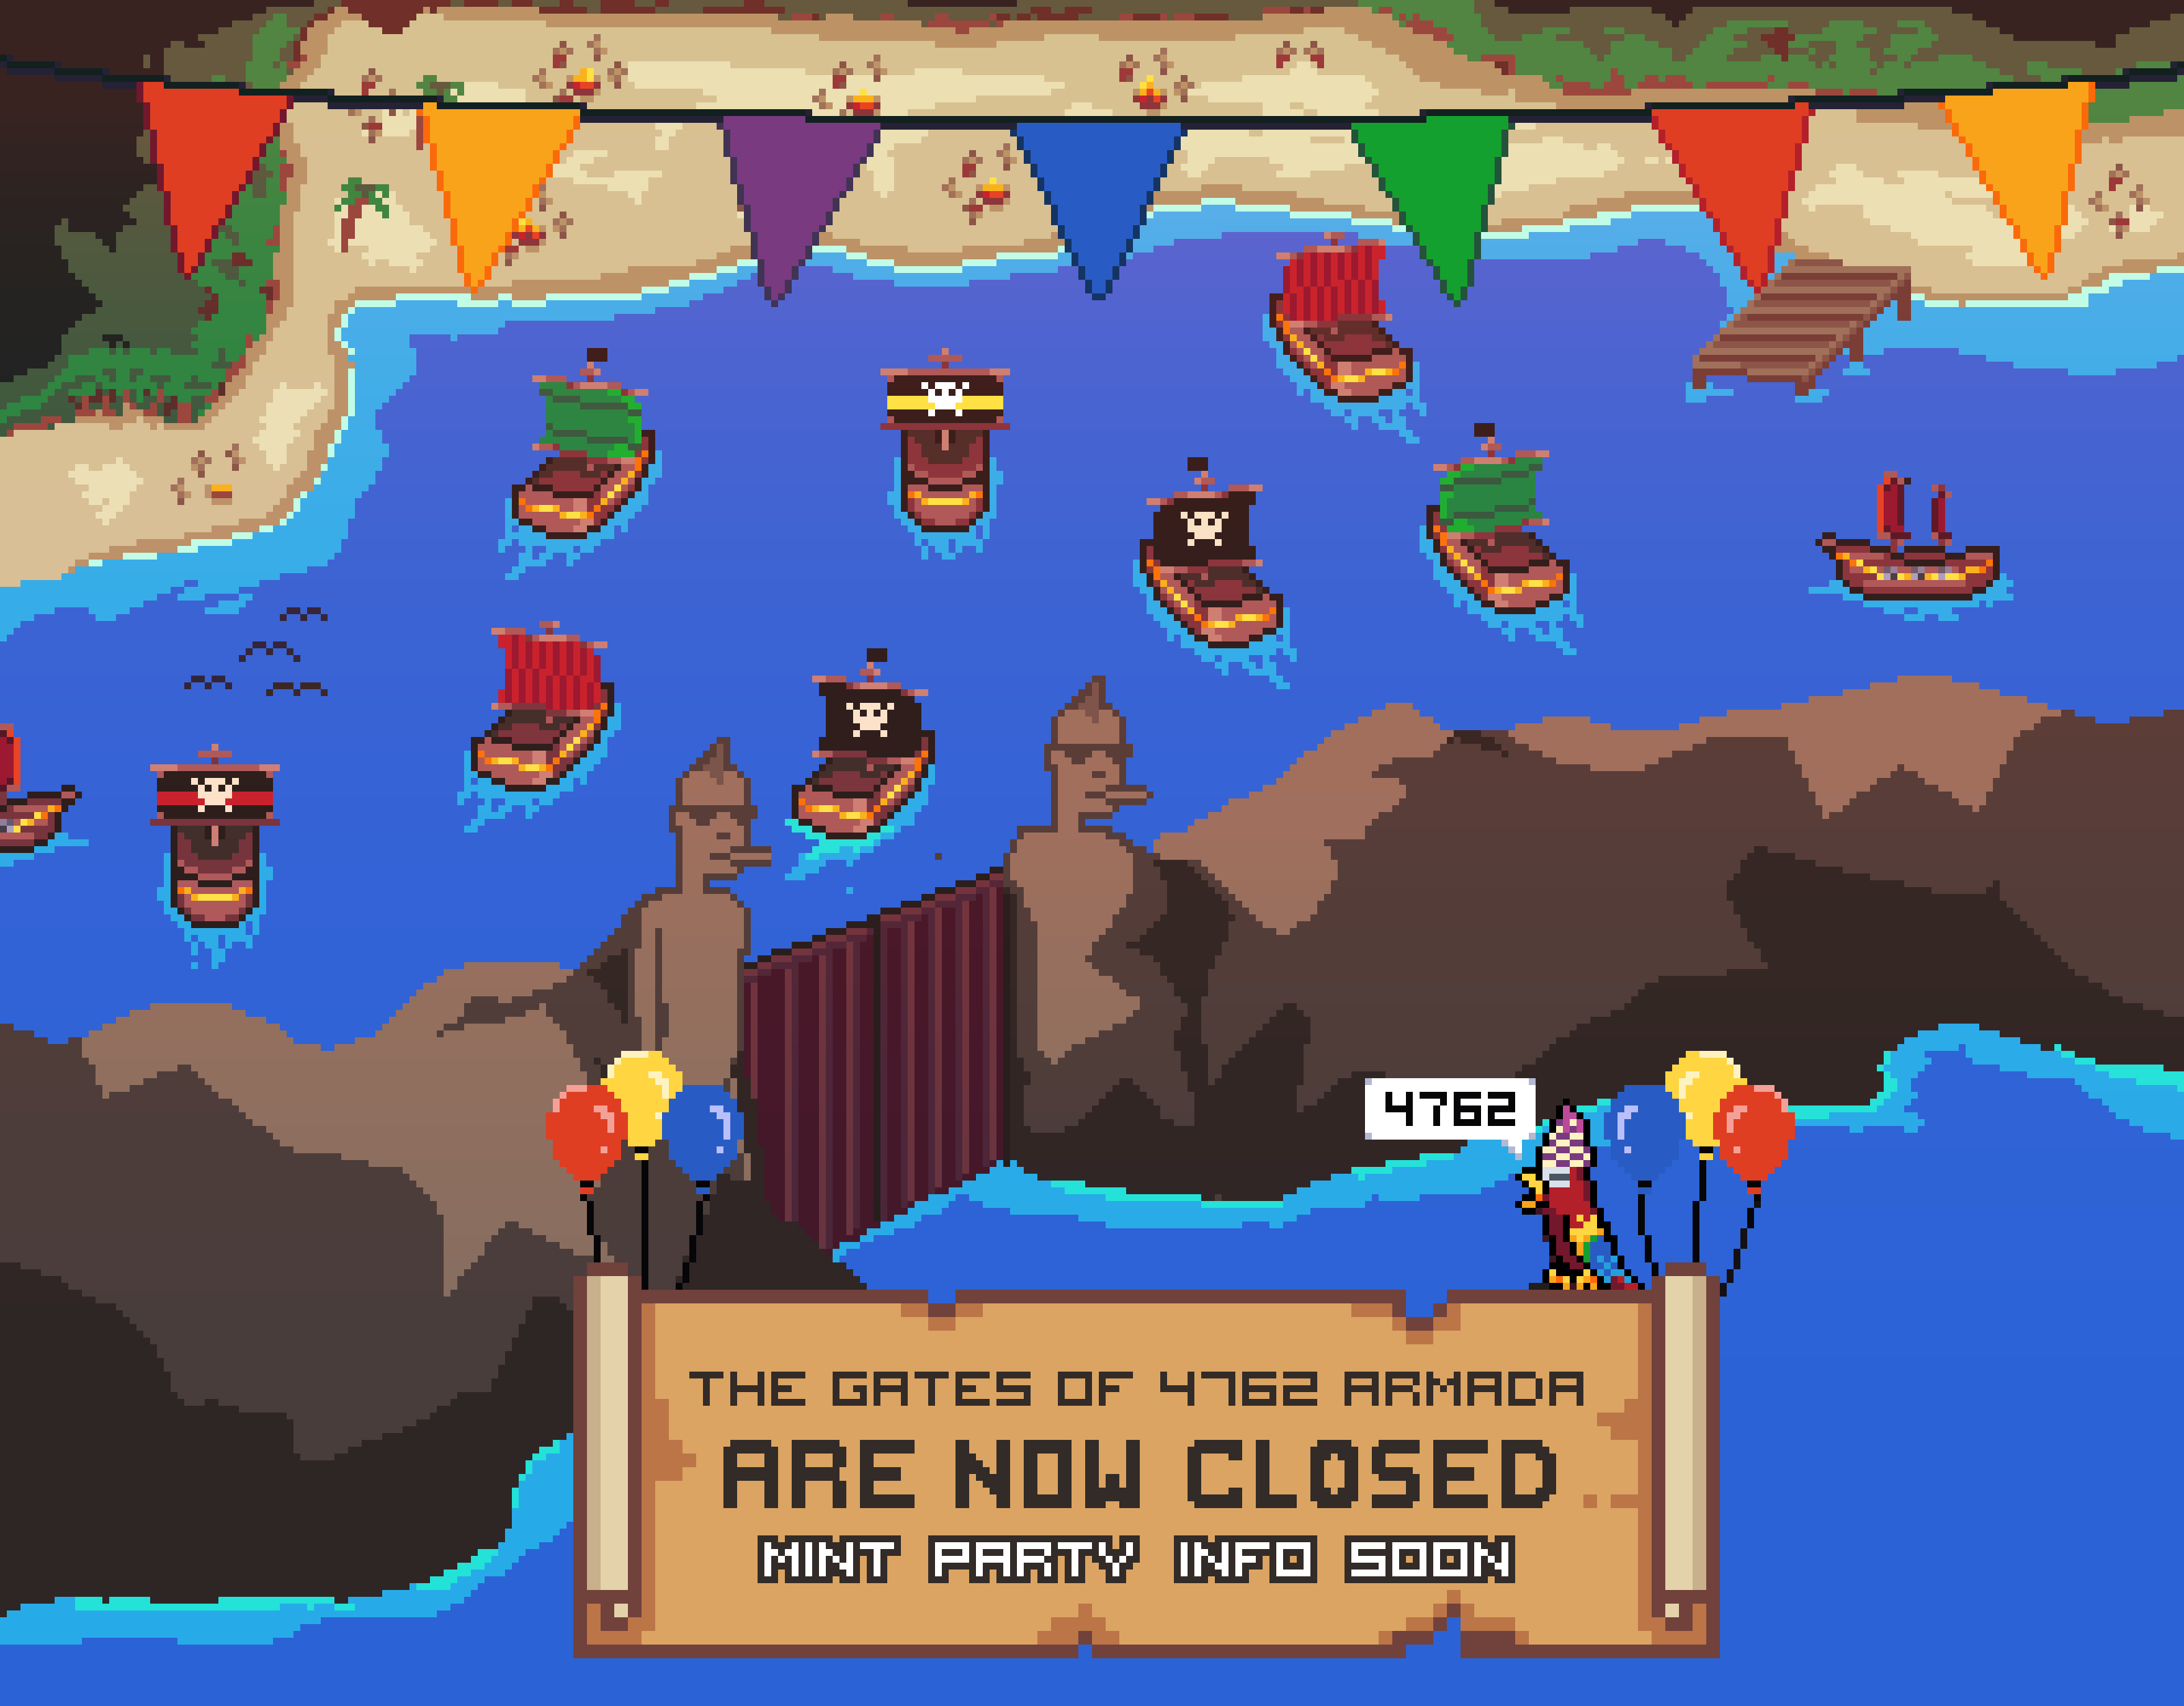 4762
THE GATES OF 4762 ARMADA
ARE NOW CLOSED
MINT PARTY INFO SOON